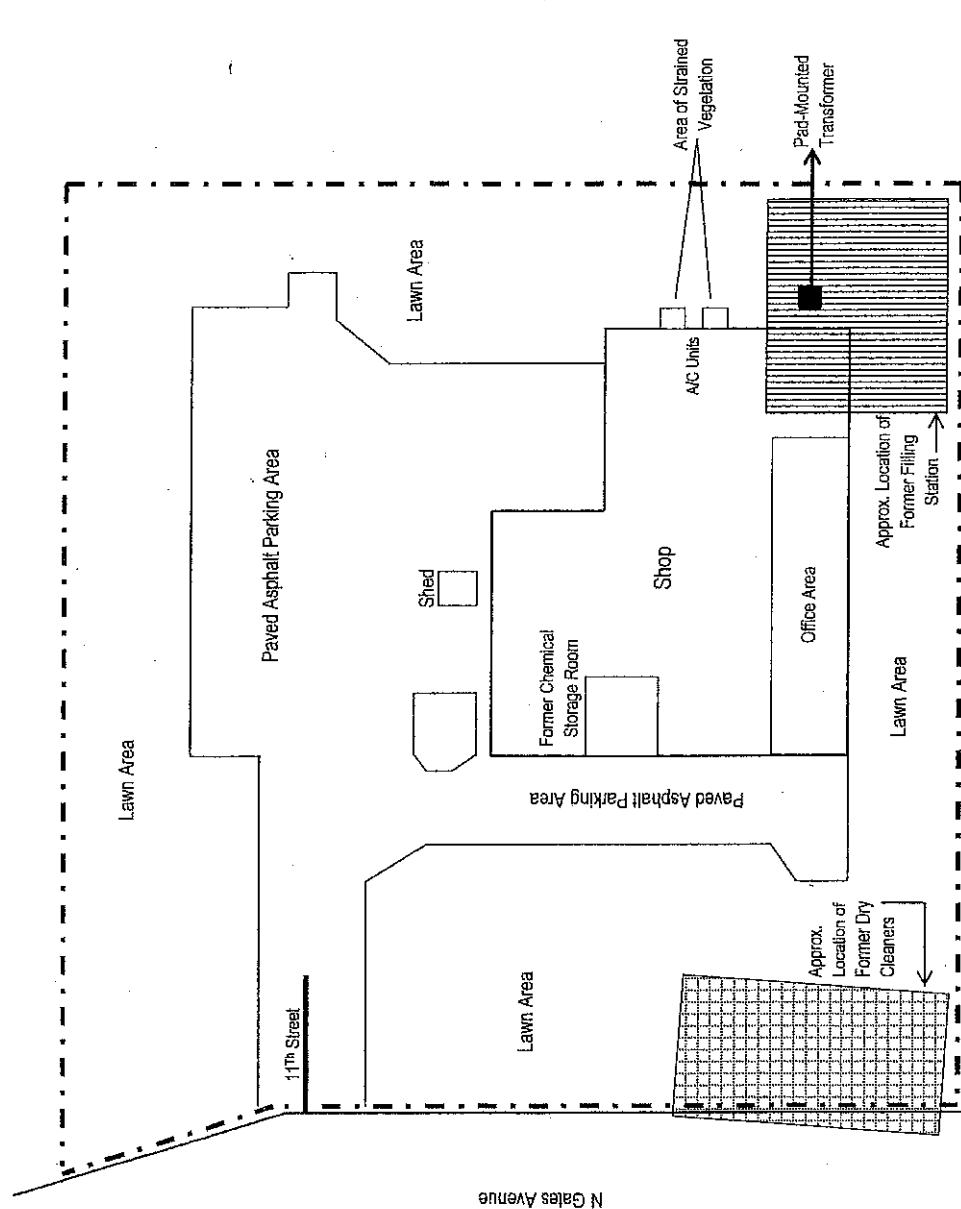 Lawn Area
Paved Asphalt Parking Area
Lawn Area
Area of Strained
Vegetation
Pad-Mounted
Transformer
A/C Units
Shed
Shop
Former Chemical
Storage Room
Office Area
Approx. Location of
Former Filling
Station
Lawn Area
Paved Asphalt Parking Area
11Th Street
Lawn Area
Approx.
Location of
Former Dry
Cleaners
N Gates Avenue